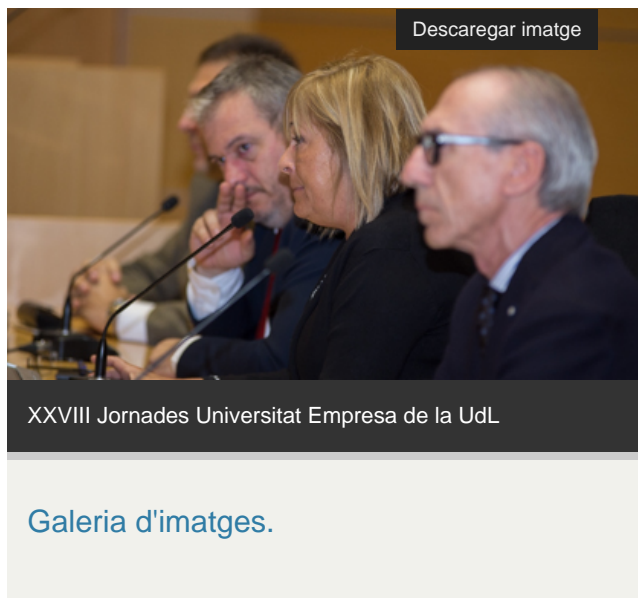 Descaregar imatge
XXVIII Jornades Universitat Empresa de la UdL
Galeria d'imatges.